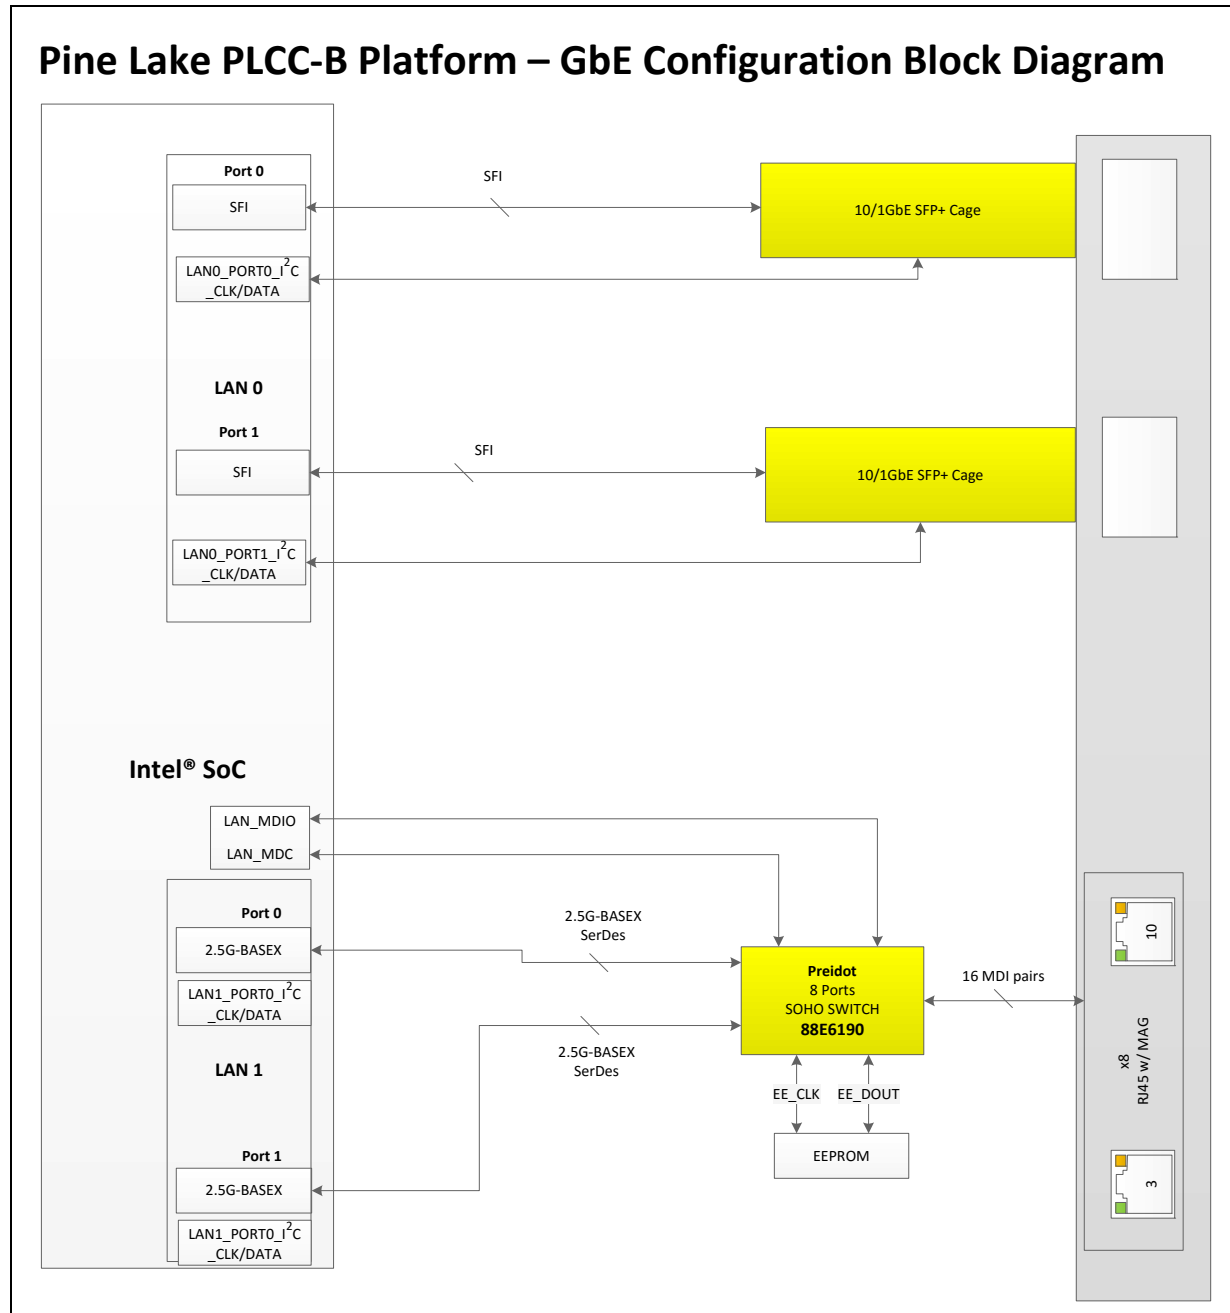 Pine Lake PLCC-B Platform – GbE Configuration Block Diagram
Port 0
SFI
SFI
10/1GbE SFP+ Cage
LAN0_PORT0_I²C
_CLK/DATA
LAN 0
Port 1
SFI
SFI
10/1GbE SFP+ Cage
LAN0_PORT1_I²C
_CLK/DATA
Intel® SoC
LAN_MDIO
LAN_MDC
Port 0
2.5G-BASEX
LAN1_PORT0_I²C
_CLK/DATA
LAN 1
Port 1
2.5G-BASEX
LAN1_PORT0_I²C
_CLK/DATA
2.5G-BASEX
SerDes
2.5G-BASEX
SerDes
Preidot
8 Ports
SOHO SWITCH
88E6190
EE_CLK
EE_DOUT
EEPROM
16 MDI pairs
10
x8
RJ45 w/ MAG
3